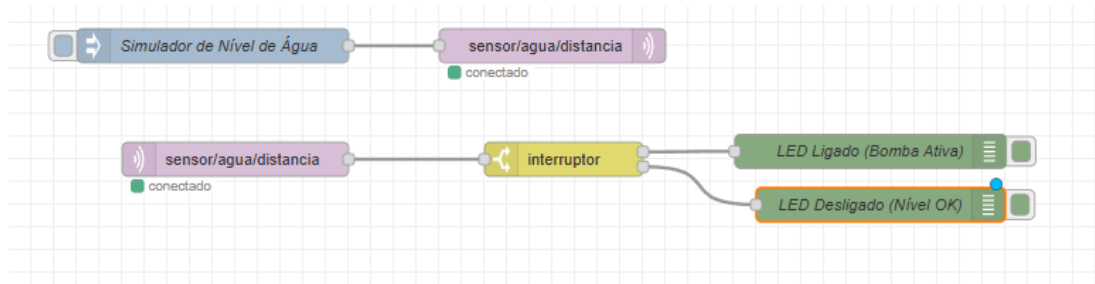 Simulador de Nível de Água
sensor/agua/distancia
conectado
sensor/agua/distancia
conectado
interruptor
LED Ligado (Bomba Ativa)
LED Desligado (Nível OK)